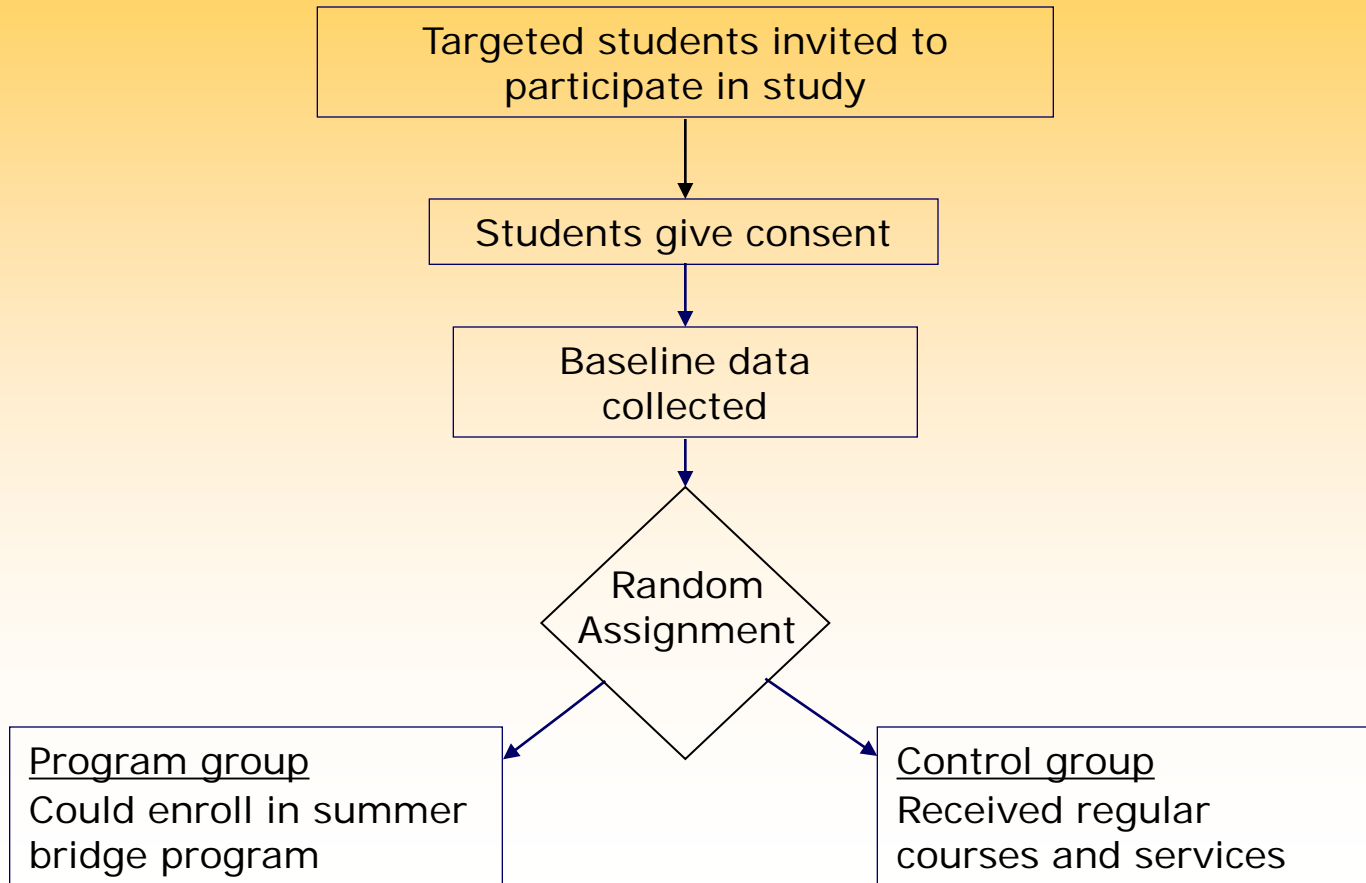 Targeted students invited to
participate in study
Students give consent
Baseline data
collected
Random
Assignment
Program group
Could enroll in summer
bridge program
Control group
Received regular
courses and services